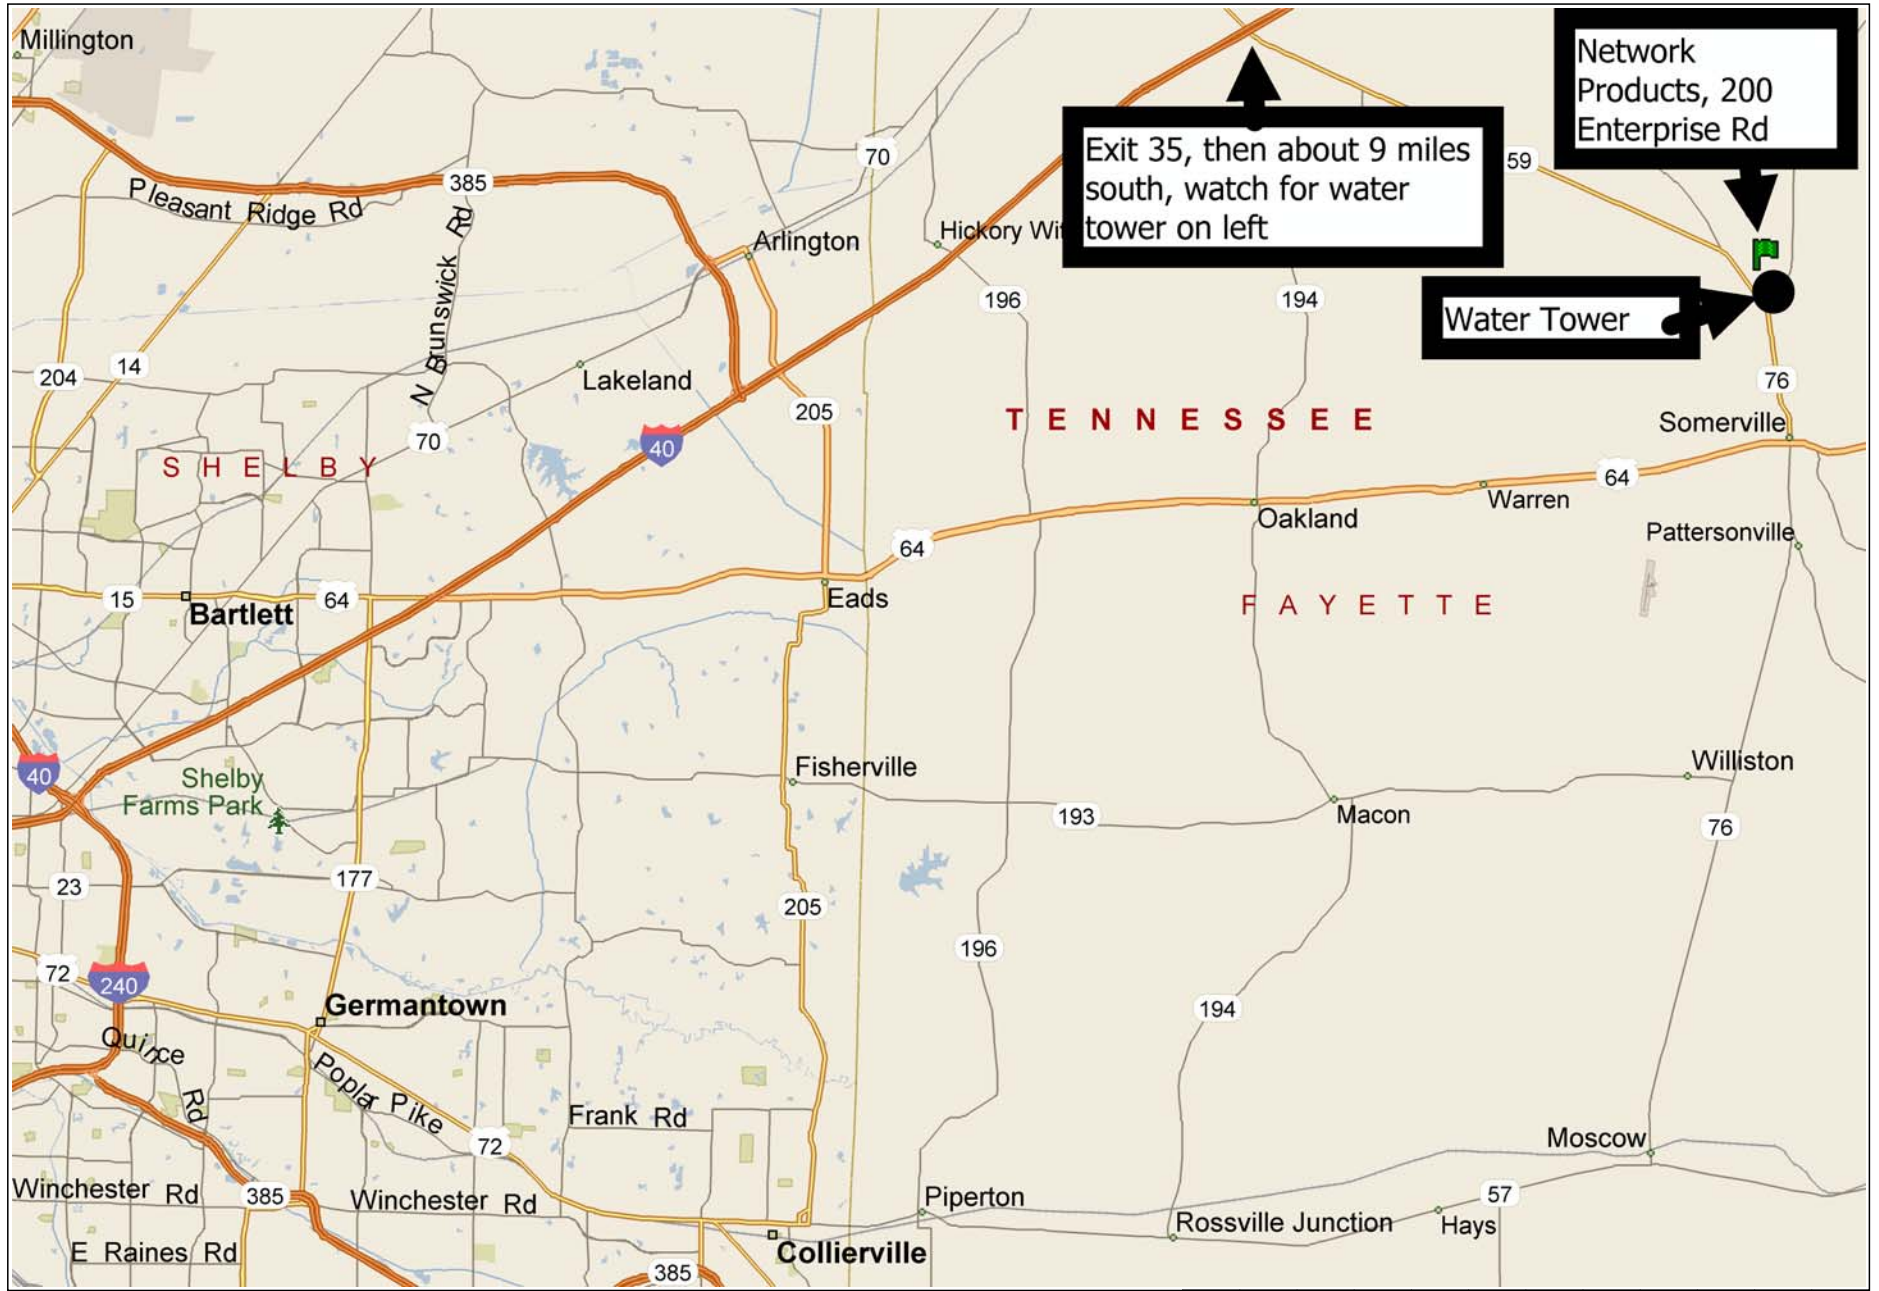 Millington
Network
Products, 200
Enterprise Rd
Exit 35, then about 9 miles
south, watch for water
tower on left
59
70
385
Pleasant Ridge Rd
N Brunswick Rd
Arlington
Hickory Wit
196
194
Water Tower
204
14
Lakeland
205
76
TENNESSEE
Somerville
70
40
SHELBY
64
Warren
Oakland
Pattersonville
64
15
64
Bartlett
Eads
FAYETTE
40
Shelby
Farms Park
Fisherville
Williston
193
Macon
76
177
23
205
196
72
240
Germantown
194
Quince Rd
Poplar Pike
Frank Rd
72
Moscow
Winchester Rd
385
Winchester Rd
Piperton
57
Rossville Junction
Hays
E Raines Rd
Collierville
385